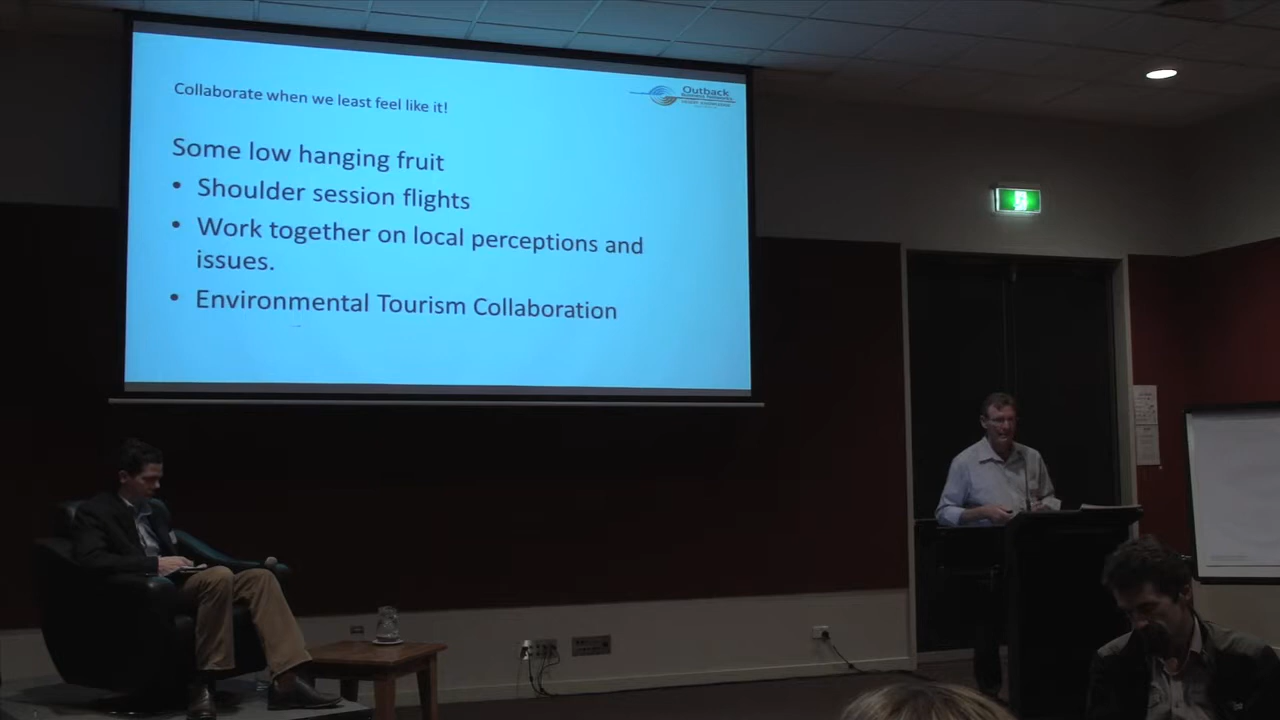 Collaborate when we least feel like it!
Outback
Some low hanging fruit
• Shoulder session flights
• Work together on local perceptions and
issues.
• Environmental Tourism Collaboration